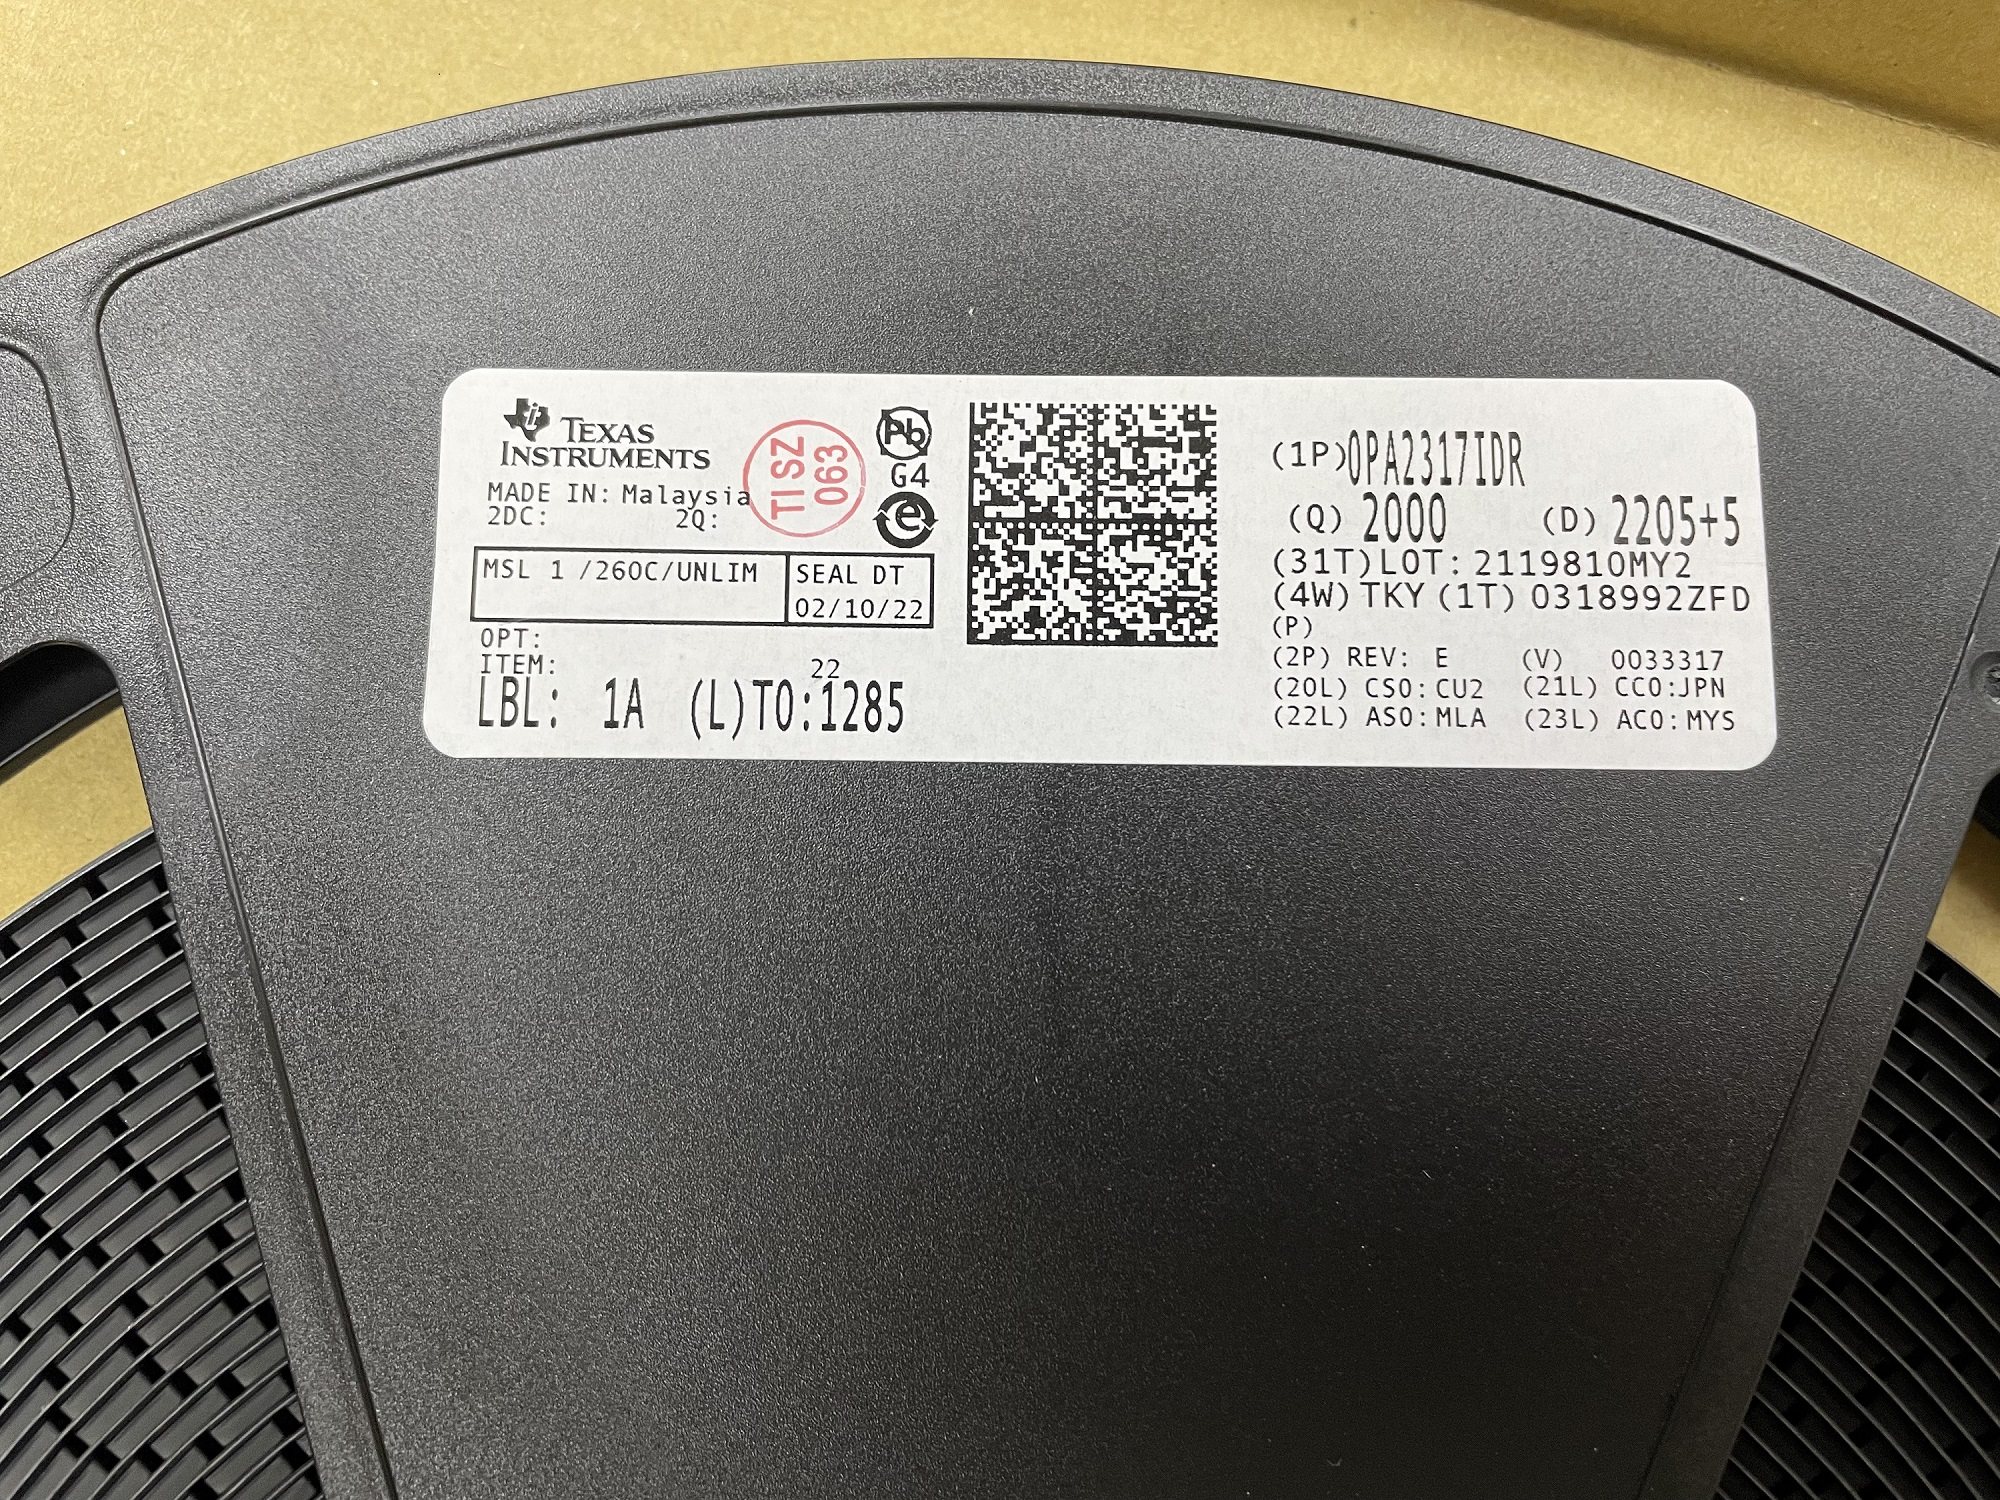 TEXAS
INSTRUMENTS
MADE IN: Malaysia
2DC: 2Q:
TISZ
063
Pb
G4
e
MSL 1 /260C/UNLIM
SEAL DT
02/10/22
OPT:
ITEM:
22
LBL: 1A (L)TO:1285
(1P)OPA2317IDR
(Q) 2000 (D) 2205+5
(31T)LOT: 2119810MY2
(4W) TKY (1T) 0318992ZFD
(P)
(2P) REV: E (V) 0033317
(20L) CSO:CU2 (21L) CCO:JPN
(22L) ASO:MLA (23L) ACO:MYS